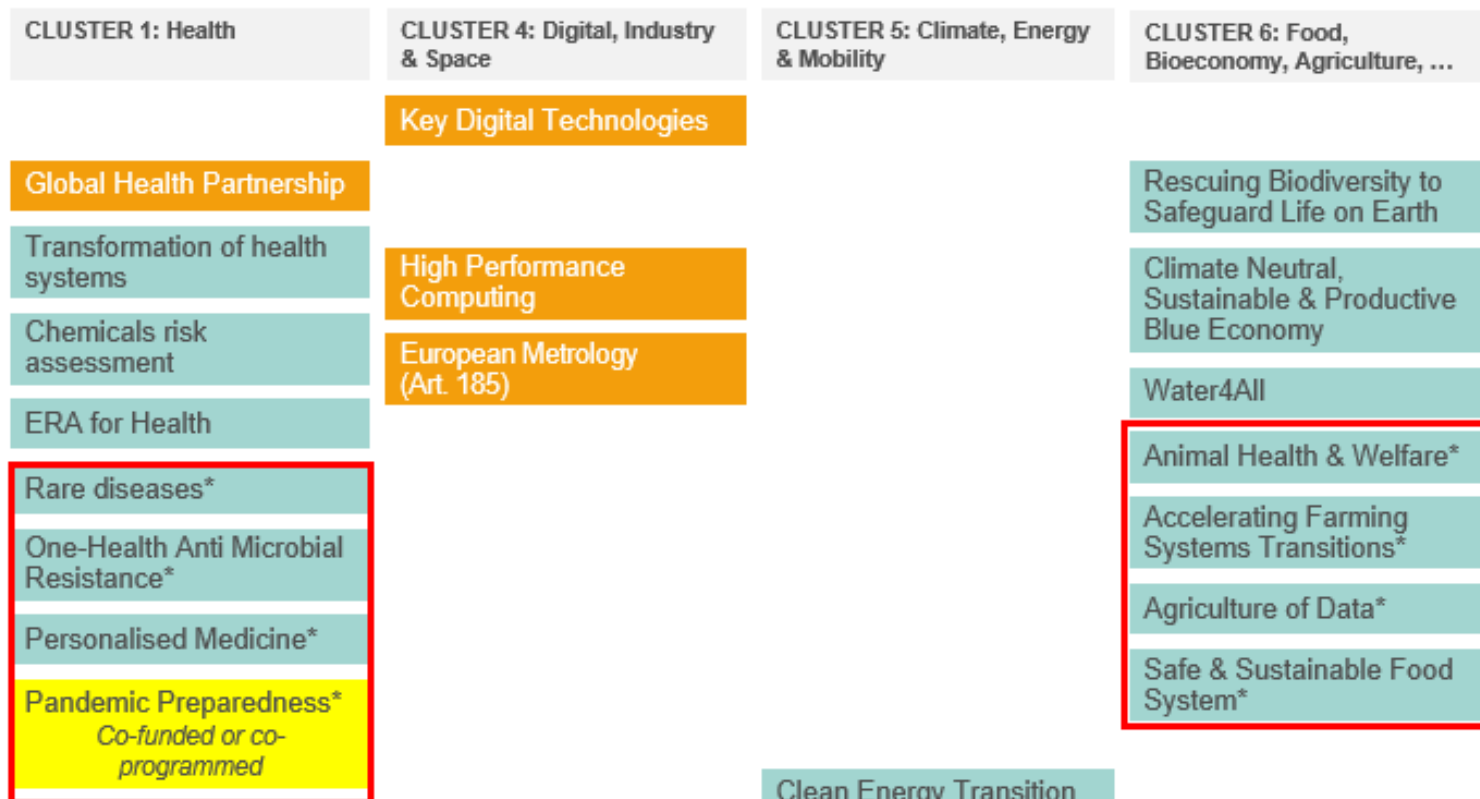 CLUSTER 1: Health
Global Health Partnership
Transformation of health
systems
Chemicals risk
assessment
ERA for Health
Rare diseases*
One-Health Anti Microbial
Resistance*
Personalised Medicine*
Pandemic Preparedness*
Co-funded or co-
programmed
CLUSTER 4: Digital, Industry
& Space
Key Digital Technologies
High Performance
Computing
European Metrology
(Art. 185)
CLUSTER 5: Climate, Energy
& Mobility
Clean Energy Transition
CLUSTER 6: Food,
Bioeconomy, Agriculture, …
Rescuing Biodiversity to
Safeguard Life on Earth
Climate Neutral,
Sustainable & Productive
Blue Economy
Water4All
Animal Health & Welfare*
Accelerating Farming
Systems Transitions*
Agriculture of Data*
Safe & Sustainable Food
System*